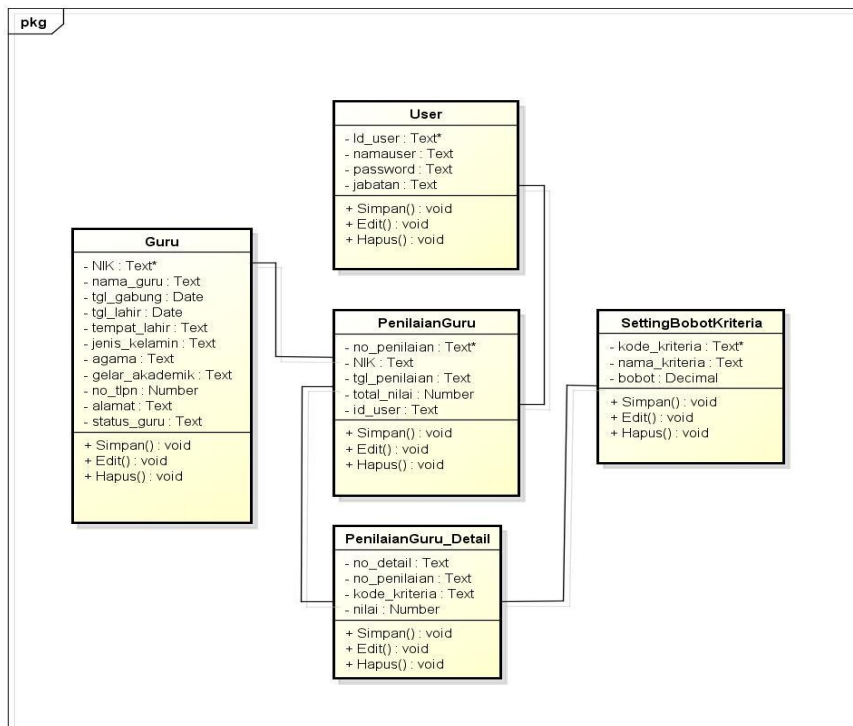 pkg
User
- Id_user : Text*
- namauser : Text
- password : Text
- jabatan : Text
+ Simpan() : void
+ Edit() : void
+ Hapus() : void
Guru
- NIK : Text*
- nama_guru : Text
- tgl_gabung : Date
- tgl_lahir : Date
- tempat_lahir : Text
- jenis_kelamin : Text
- agama : Text
- gelar_akademik : Text
- no_tlpn : Number
- alamat : Text
- status_guru : Text
+ Simpan() : void
+ Edit() : void
+ Hapus() : void
PenilaianGuru
- no_penilaian : Text*
- NIK : Text
- tgl_penilaian : Text
- total_nilai : Number
- id_user : Text
+ Simpan() : void
+ Edit() : void
+ Hapus() : void
SettingBobotKriteria
- kode_kriteria : Text*
- nama_kriteria : Text
- bobot : Decimal
+ Simpan() : void
+ Edit() : void
+ Hapus() : void
PenilaianGuru_Detail
- no_detail : Text
- no_penilaian : Text
- kode_kriteria : Text
- nilai : Number
+ Simpan() : void
+ Edit() : void
+ Hapus() : void